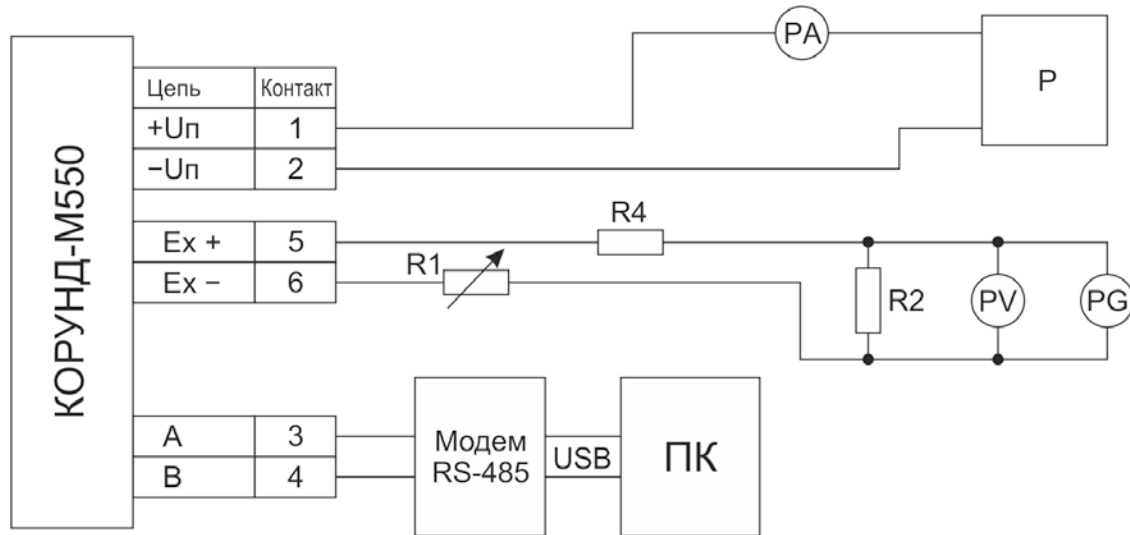 КОРУНД-М550
Цепь Контакт
+Uп 1
−Uп 2
PA
P
Ex + 5
Ex − 6
R4
R1
R2
PV
PG
A 3
B 4
Модем
RS-485
USB
ПК